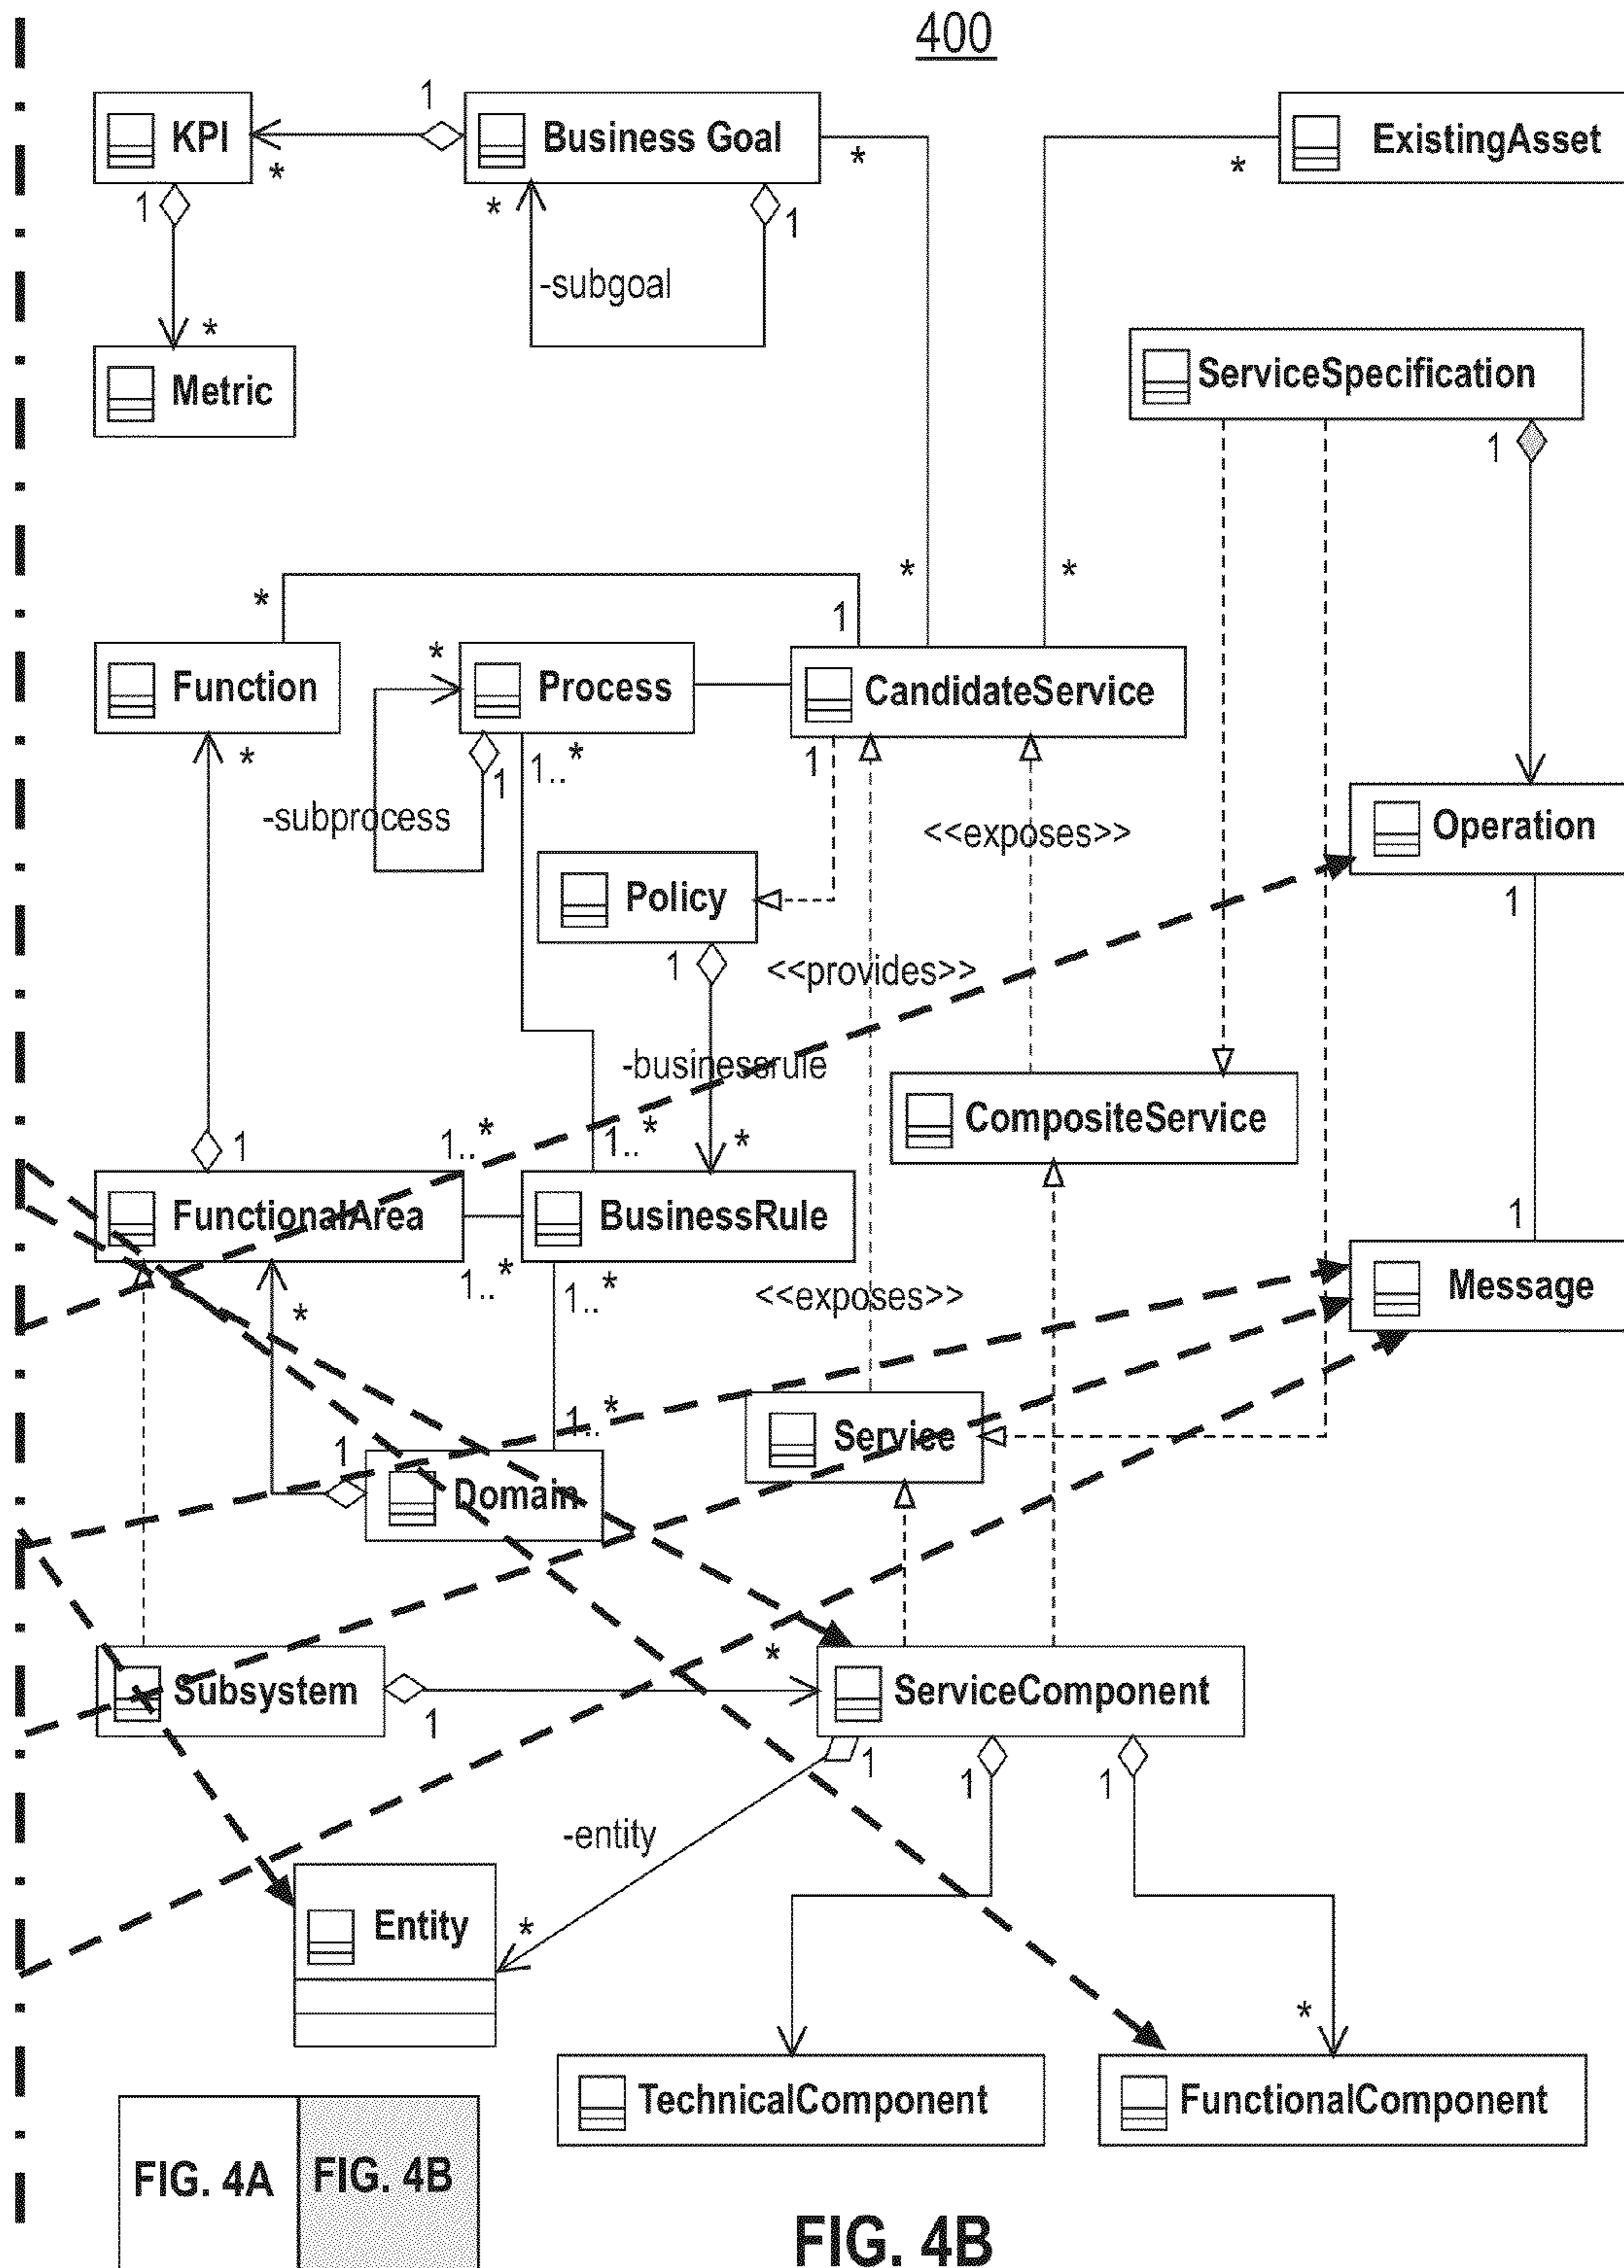 400
1
KPI
Business Goal
*
ExistingAsset
*
*
1
*
1
-subgoal
*
Metric
ServiceSpecification
1
*
*
*
1
*
Function
Process
CandidateService
*
1
1..*
1
-subprocess
<<exposes>>
Operation
Policy
1
1
<<provides>>
-businessrule
CompositeService
1
1..*
1..*
*
1
FunctionalArea
BusinessRule
1..*
1..*
<<exposes>>
Message
*
1..*
Service
1
Domain
*
Subsystem
ServiceComponent
1
1
1
1
-entity
*
Entity
*
TechnicalComponent
FunctionalComponent
FIG. 4A
FIG. 4B
FIG. 4B